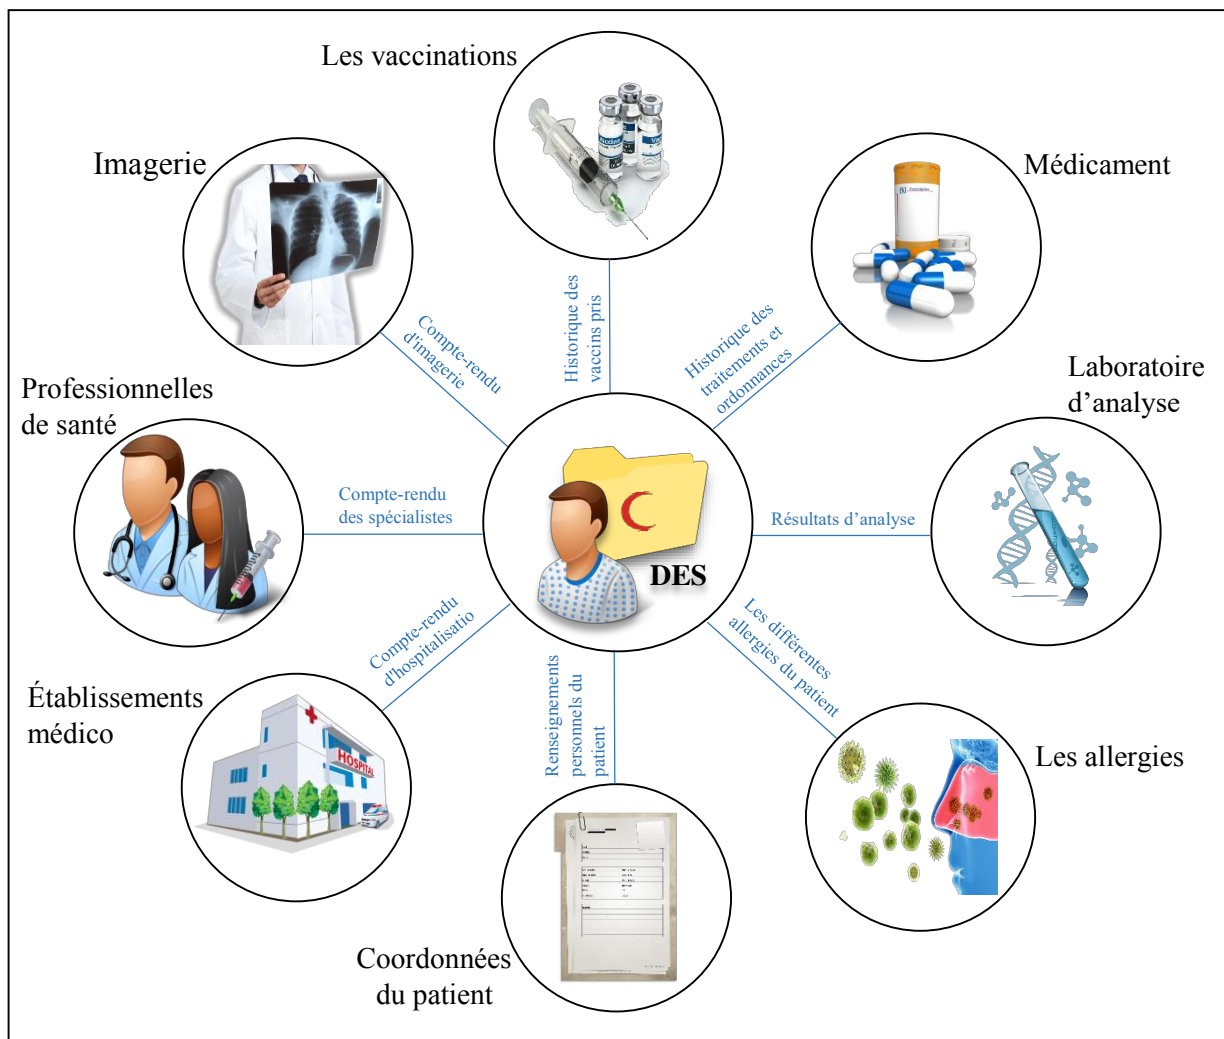 Les vaccinations
Imagerie
Médicament
Historique des
vaccins pris
Compte-rendu
d'imagerie
Historique des
traitements et
ordonnances
Laboratoire
d’analyse
Professionnelles
de santé
Compte-rendu
des spécialistes
Résultats d’analyse
DES
Compte-rendu
d'hospitalisatio
Les différentes
allergies du patient
Renseignements
personnels du
patient
Établissements
médico
HOSPITAL
Les allergies
Coordonnées
du patient